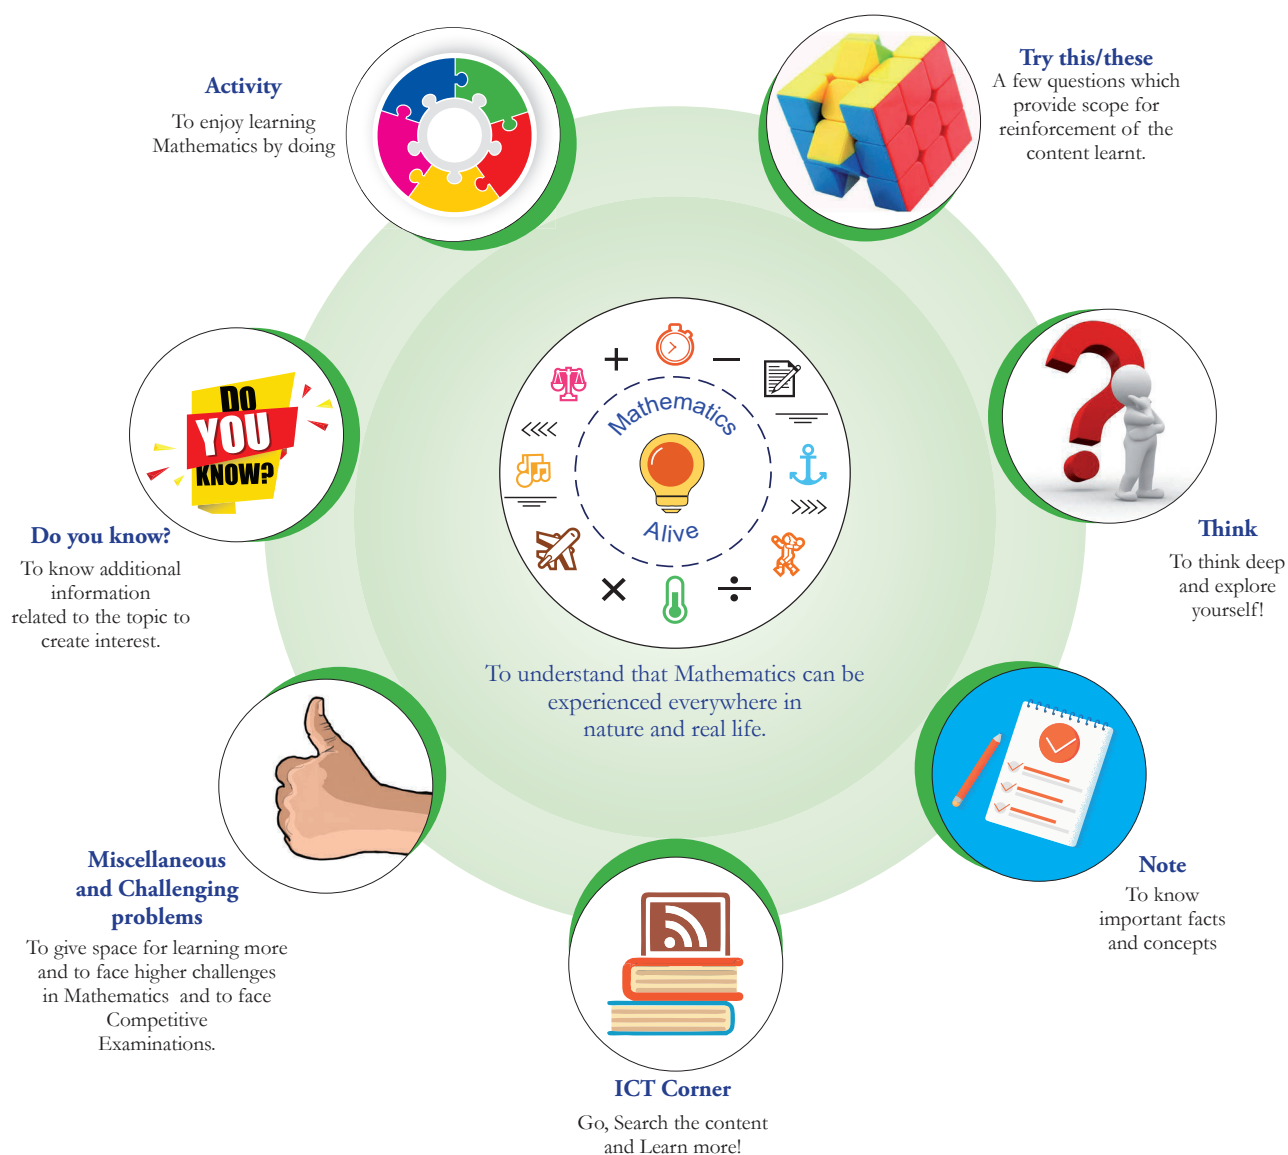 Activity
To enjoy learning
Mathematics by doing
Try this/these
A few questions which
provide scope for
reinforcement of the
content learnt.
DO
YOU
KNOW?
Do you know?
To know additional
information
related to the topic to
create interest.
Mathematics
Alive
To understand that Mathematics can be
experienced everywhere in
nature and real life.
Think
To think deep
and explore
yourself!
Miscellaneous
and Challenging
problems
To give space for learning more
and to face higher challenges
in Mathematics and to face
Competitive
Examinations.
Note
To know
important facts
and concepts
ICT Corner
Go, Search the content
and Learn more!